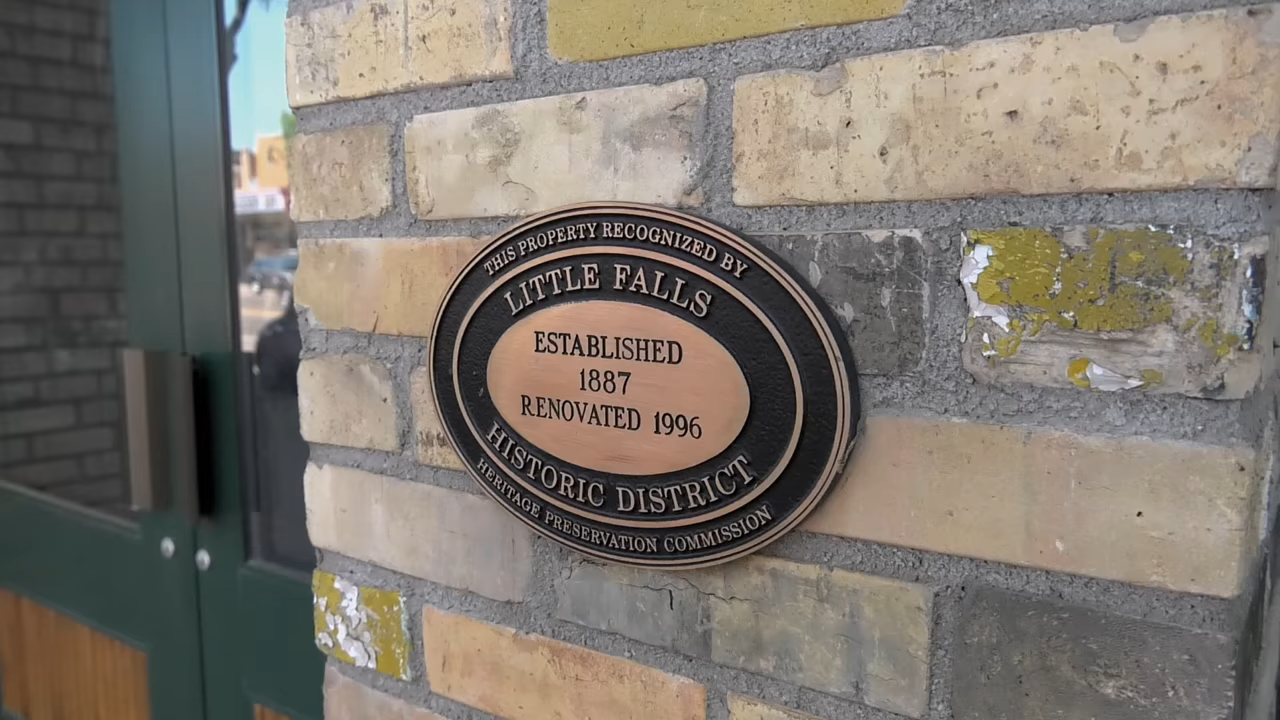 THIS PROPERTY RECOGNIZED BY
LITTLE FALLS
ESTABLISHED
1887
RENOVATED 1996
HISTORIC DISTRICT
HERITAGE PRESERVATION COMMISSION